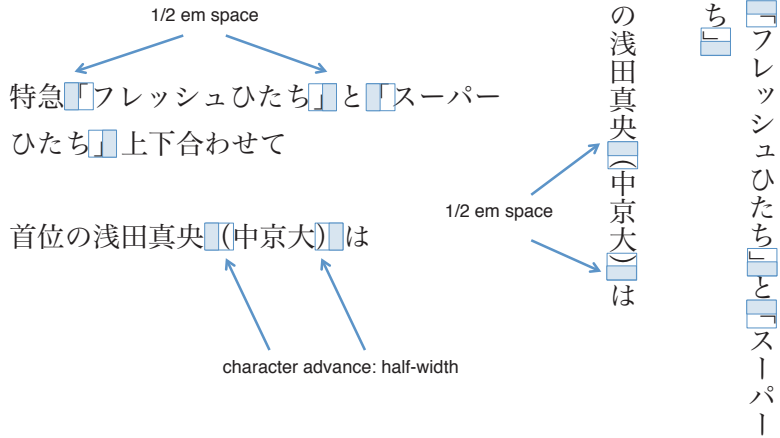 1/2 em space
特急「フレッシュひたち」と「スーパー
ひたち」上下合わせて
首位の浅田真央(中京大)は
character advance: half-width
1/2 em space
の浅田真央(中京大)は
「フレッシュひたち」と「スーパー
ち」